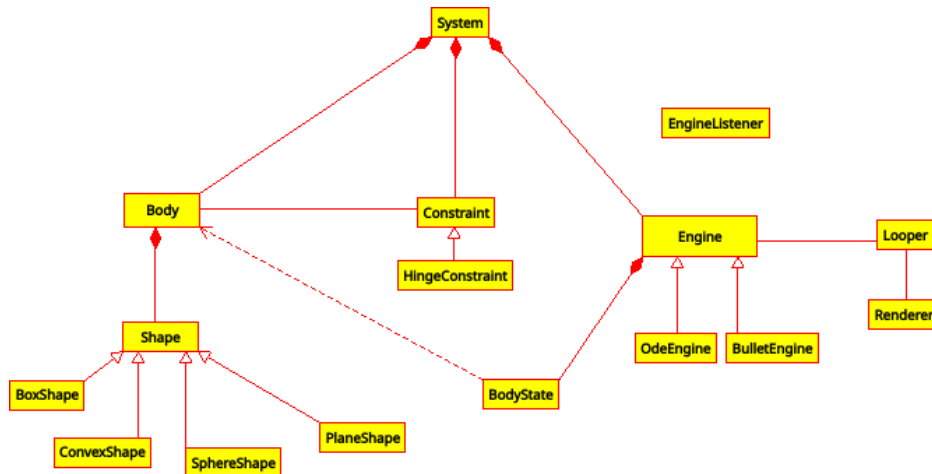 System
EngineListener
Body
Constraint
Engine
Looper
HingeConstraint
Renderer
Shape
OdeEngine
BulletEngine
BoxShape
BodyState
PlaneShape
ConvexShape
SphereShape